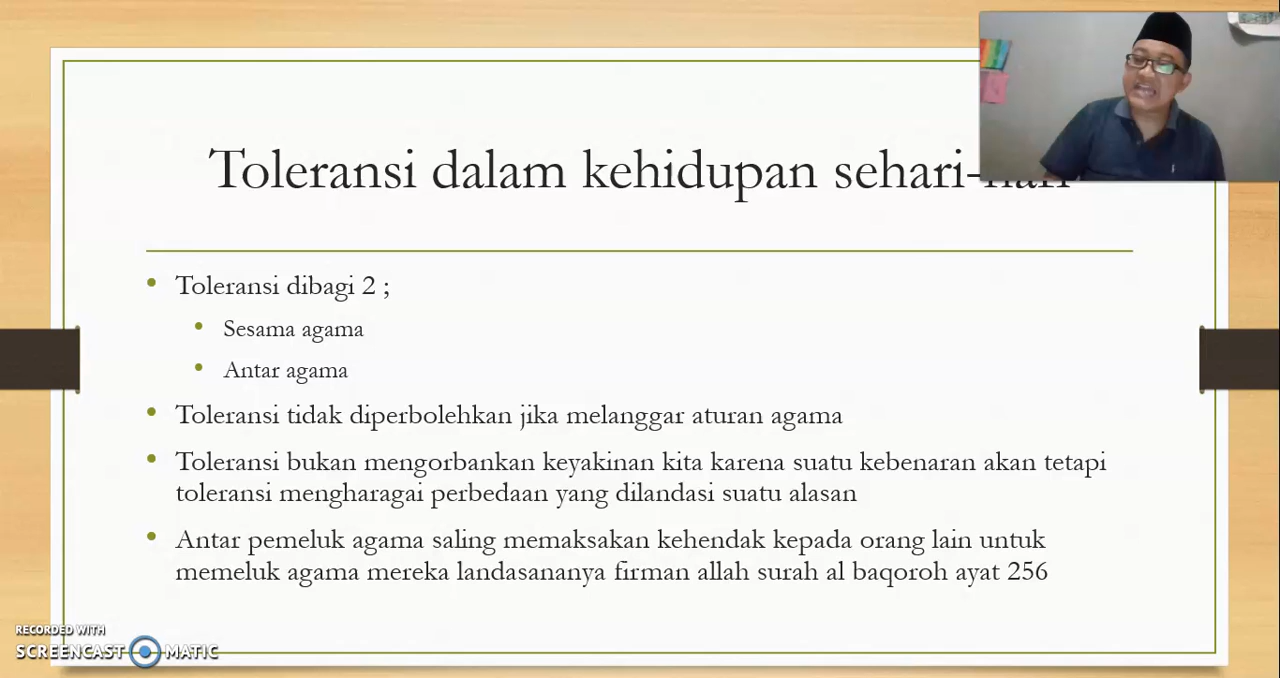 Toleransi dalam kehidupan sehari-hari
Toleransi dibagi 2 ;
Sesama agama
Antar agama
Toleransi tidak diperbolehkan jika melanggar aturan agama
Toleransi bukan mengorbankan keyakinan kita karena suatu kebenaran akan tetapi
toleransi mengharagai perbedaan yang dilandasi suatu alasan
Antar pemeluk agama saling memaksakan kehendak kepada orang lain untuk
memeluk agama mereka landasananya firman allah surah al baqoroh ayat 256
RECORDED WITH
SCREENCAST MATIC